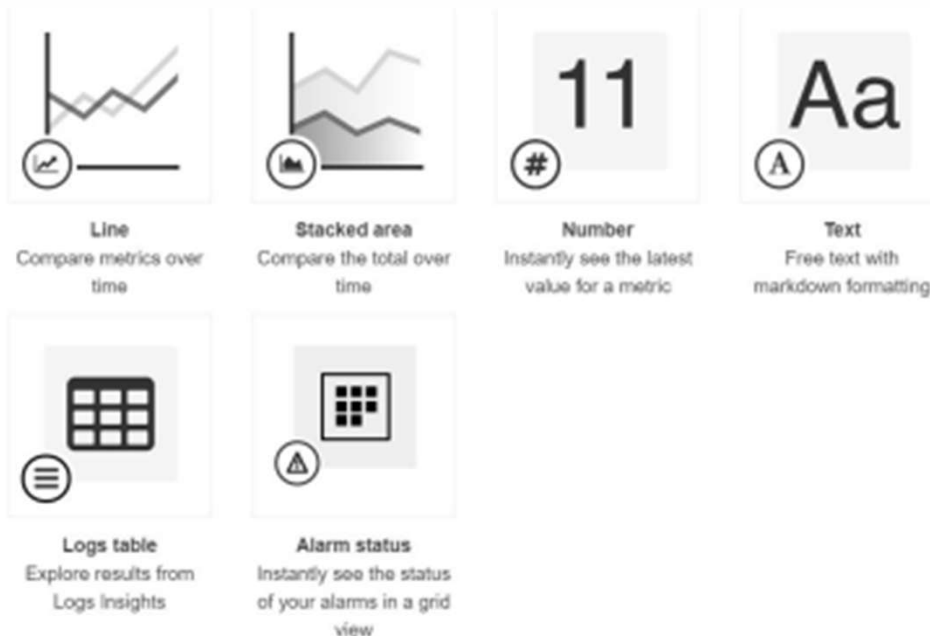 11
Aa
#
A
Line
Compare metrics over
time
Stacked area
Compare the total over
time
Number
Instantly see the latest
value for a metric
Text
Free text with
markdown formatting
Logs table
Explore results from
Logs Insights
Alarm status
Instantly see the status
of your alarms in a grid
view